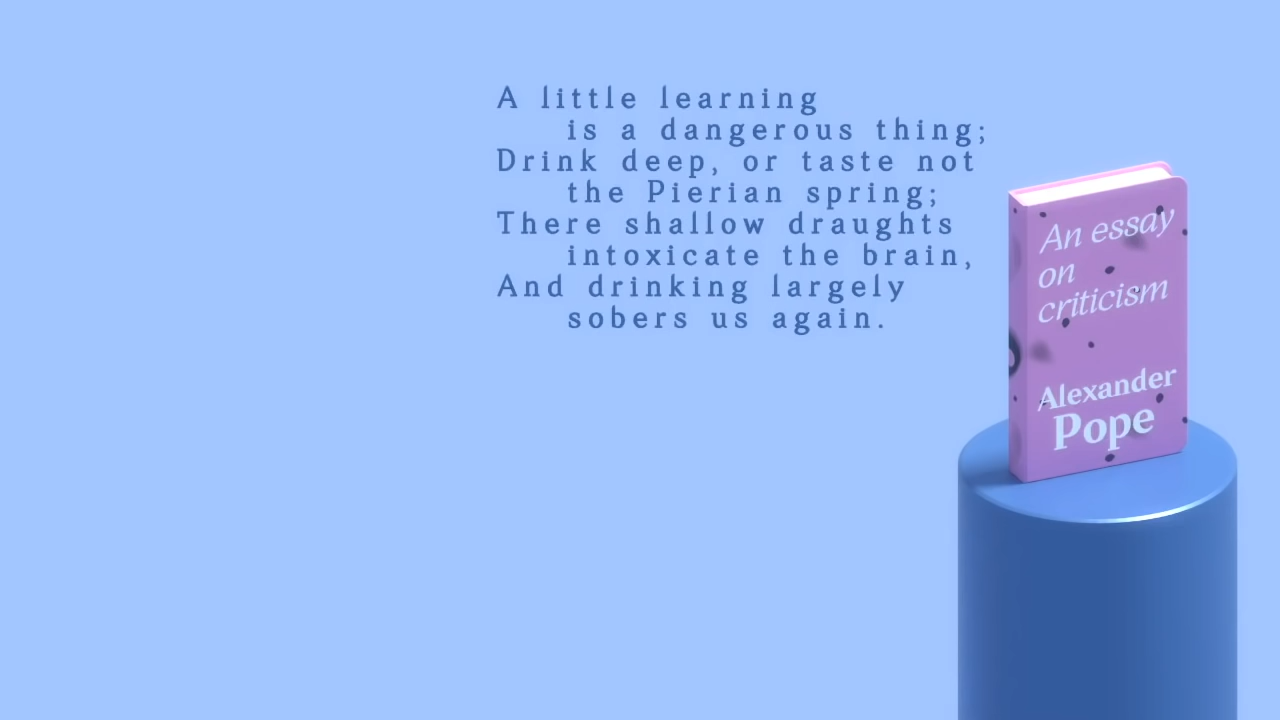 A little learning
is a dangerous thing;
Drink deep, or taste not
the Pierian spring;
There shallow draughts
intoxicate the brain,
And drinking largely
sobers us again.
An essay
on
criticism
Alexander
Pope